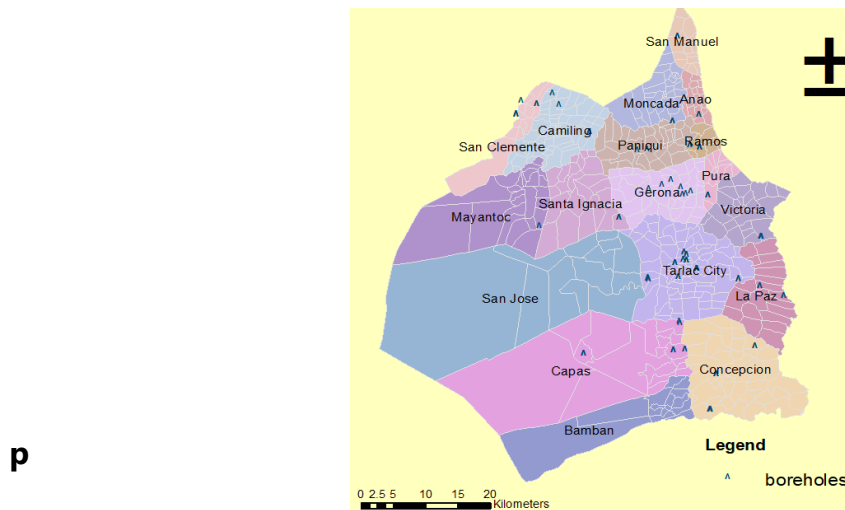 San Manuel
Moncada
Anao
Camiling
San Clemente
Paniqui
Ramos
Pura
Santa Ignacia
Gerona
Mayantoc
Victoria
Tarlac City
San Jose
La Paz
Capas
Concepcion
Bamban
p
Legend
boreholes
0 2.5 5 10 15 20
Kilometers